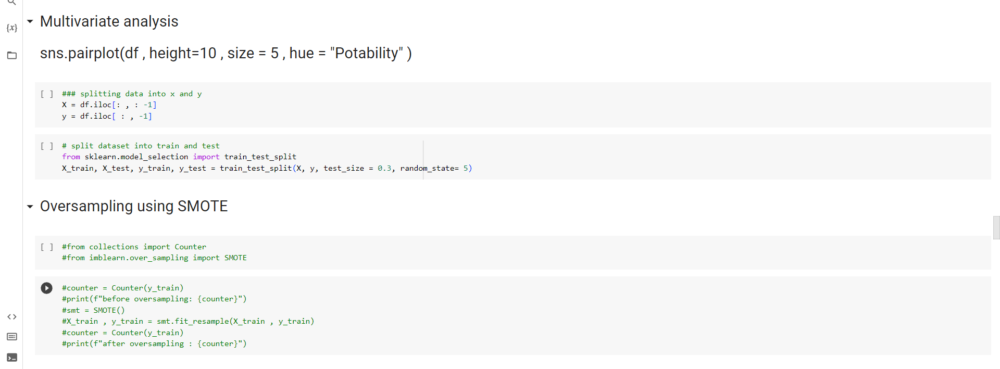 {x}
Multivariate analysis
sns.pairplot(df , height=10 , size = 5 , hue = "Potability" )
[ ] ### splitting data into x and y
X = df.iloc[: , : -1]
y = df.iloc[ : , -1]
[ ] # split dataset into train and test
from sklearn.model_selection import train_test_split
X_train, X_test, y_train, y_test = train_test_split(X, y, test_size = 0.3, random_state= 5)
Oversampling using SMOTE
[ ] #from collections import Counter
#from imblearn.over_sampling import SMOTE
#counter = Counter(y_train)
#print(f"before oversampling: {counter}")
#smt = SMOTE()
#X_train , y_train = smt.fit_resample(X_train , y_train)
#counter = Counter(y_train)
#print(f"after oversampling : {counter}")